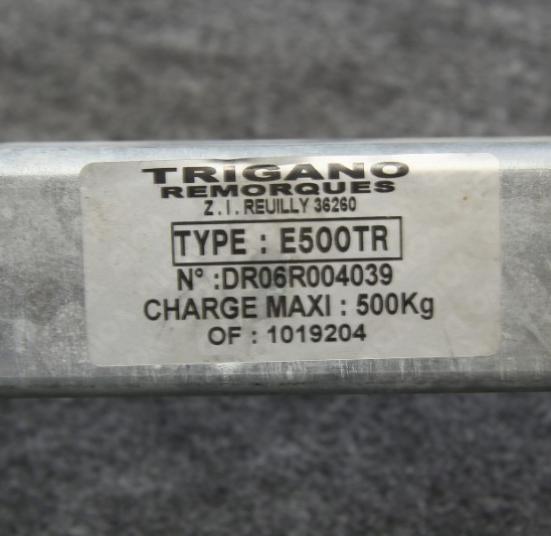 TRIGANO
REMORQUES
Z.I. REUILLY 36260
TYPE : E500TR
N° :DR06R004039
CHARGE MAXI : 500Kg
OF : 1019204